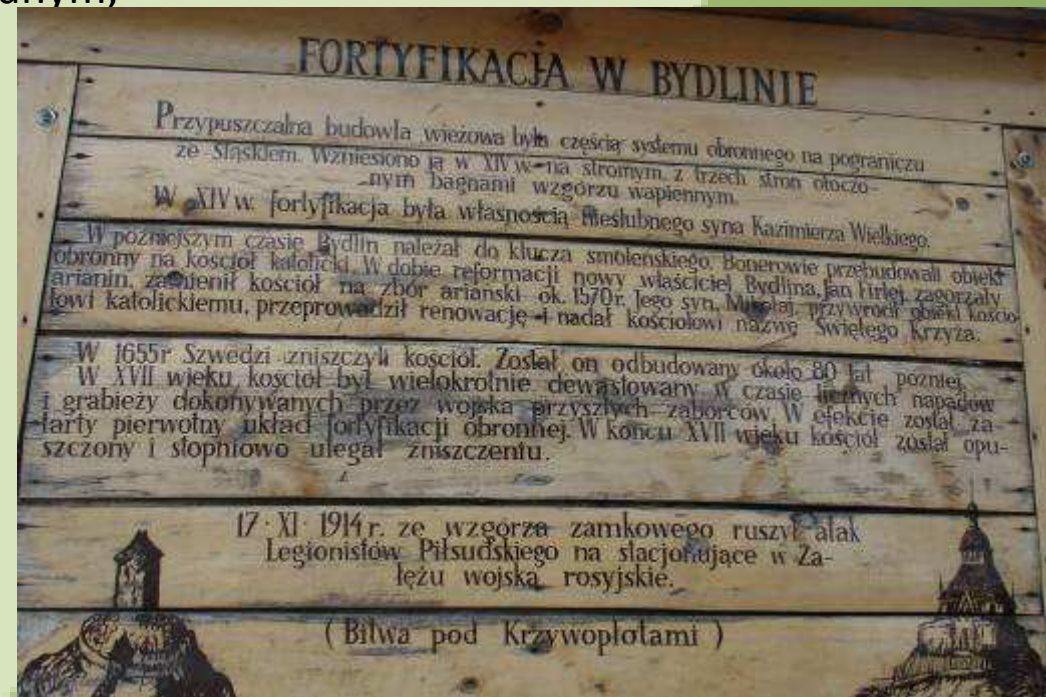 FORTYFIKACJA W BYDLINIE
Przypuszczalna budowla wieżowa była częścią systemu obronnego na pograniczu
ze Śląskiem. Wzniesiono ją w XIV w. na stromym, z trzech stron otoczo-
nym bagnami wzgórzu wapiennym.
W XIV w. fortyfikacja była własnością nieślubnego syna Kazimierza Wielkiego.
W późniejszym czasie Bydlin należał do klucza smoleńskiego. Bonerowie przebudowali obiekt
obronny na kościół katolicki. W dobie reformacji nowy właściciel Bydlina, Jan Firlej, zagorzały
arianin, zamienił kościół na zbór ariański ok. 1570 r. Jego syn, Mikołaj, przywrócił obiekt kościo-
łowi katolickiemu, przeprowadził renowację i nadał kościołowi nazwę Świętego Krzyża.
W 1655 r Szwedzi zniszczyli kościół. Został on odbudowany około 80 lat później.
W XVII wieku kościół był wielokrotnie dewastowany w czasie licznych napadów
i grabieży dokonywanych przez wojska przyszłych zaborców. W efekcie został za-
tarty pierwotny układ fortyfikacji obronnej. W końcu XVII wieku kościół został opu-
szczony i stopniowo ulegał zniszczeniu.
17 · XI · 1914 r. ze wzgórza zamkowego ruszył atak
Legionistów Piłsudskiego na stacjonujące w Za-
łężu wojska rosyjskie.
( Bitwa pod Krzywopłotami )